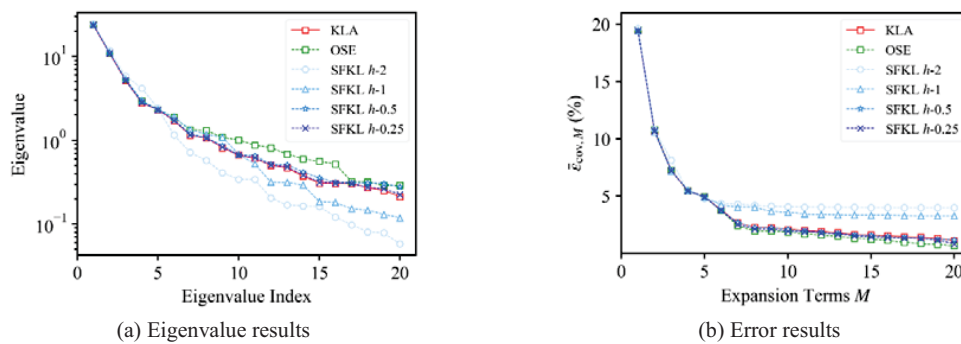 KLA
OSE
SFKL h-2
SFKL h-1
SFKL h-0.5
SFKL h-0.25
Eigenvalue
10¹
10⁰
10⁻¹
0 5 10 15 20
Eigenvalue Index
(a) Eigenvalue results
KLA
OSE
SFKL h-2
SFKL h-1
SFKL h-0.5
SFKL h-0.25
ε̄cov,M (%)
20
15
10
5
0 5 10 15 20
Expansion Terms M
(b) Error results